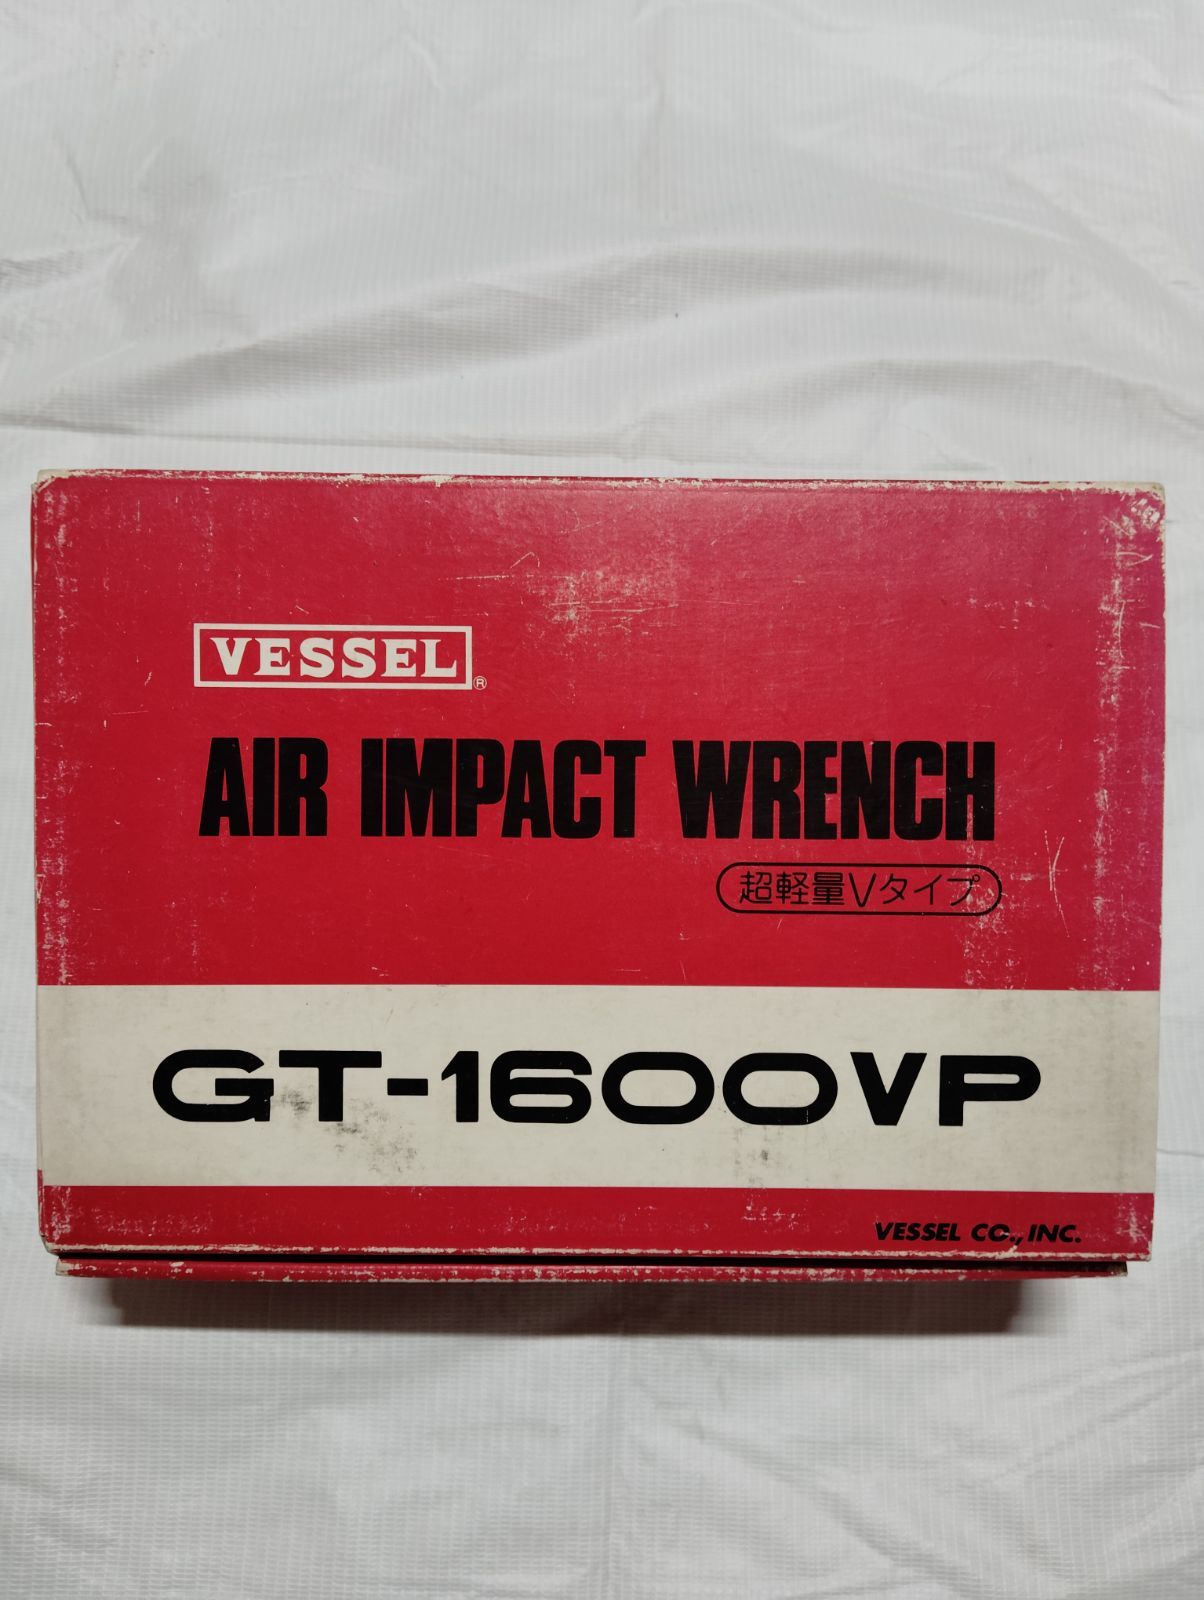 VESSEL®
AIR IMPACT WRENCH
超軽量Vタイプ
GT-1600VP
VESSEL CO., INC.